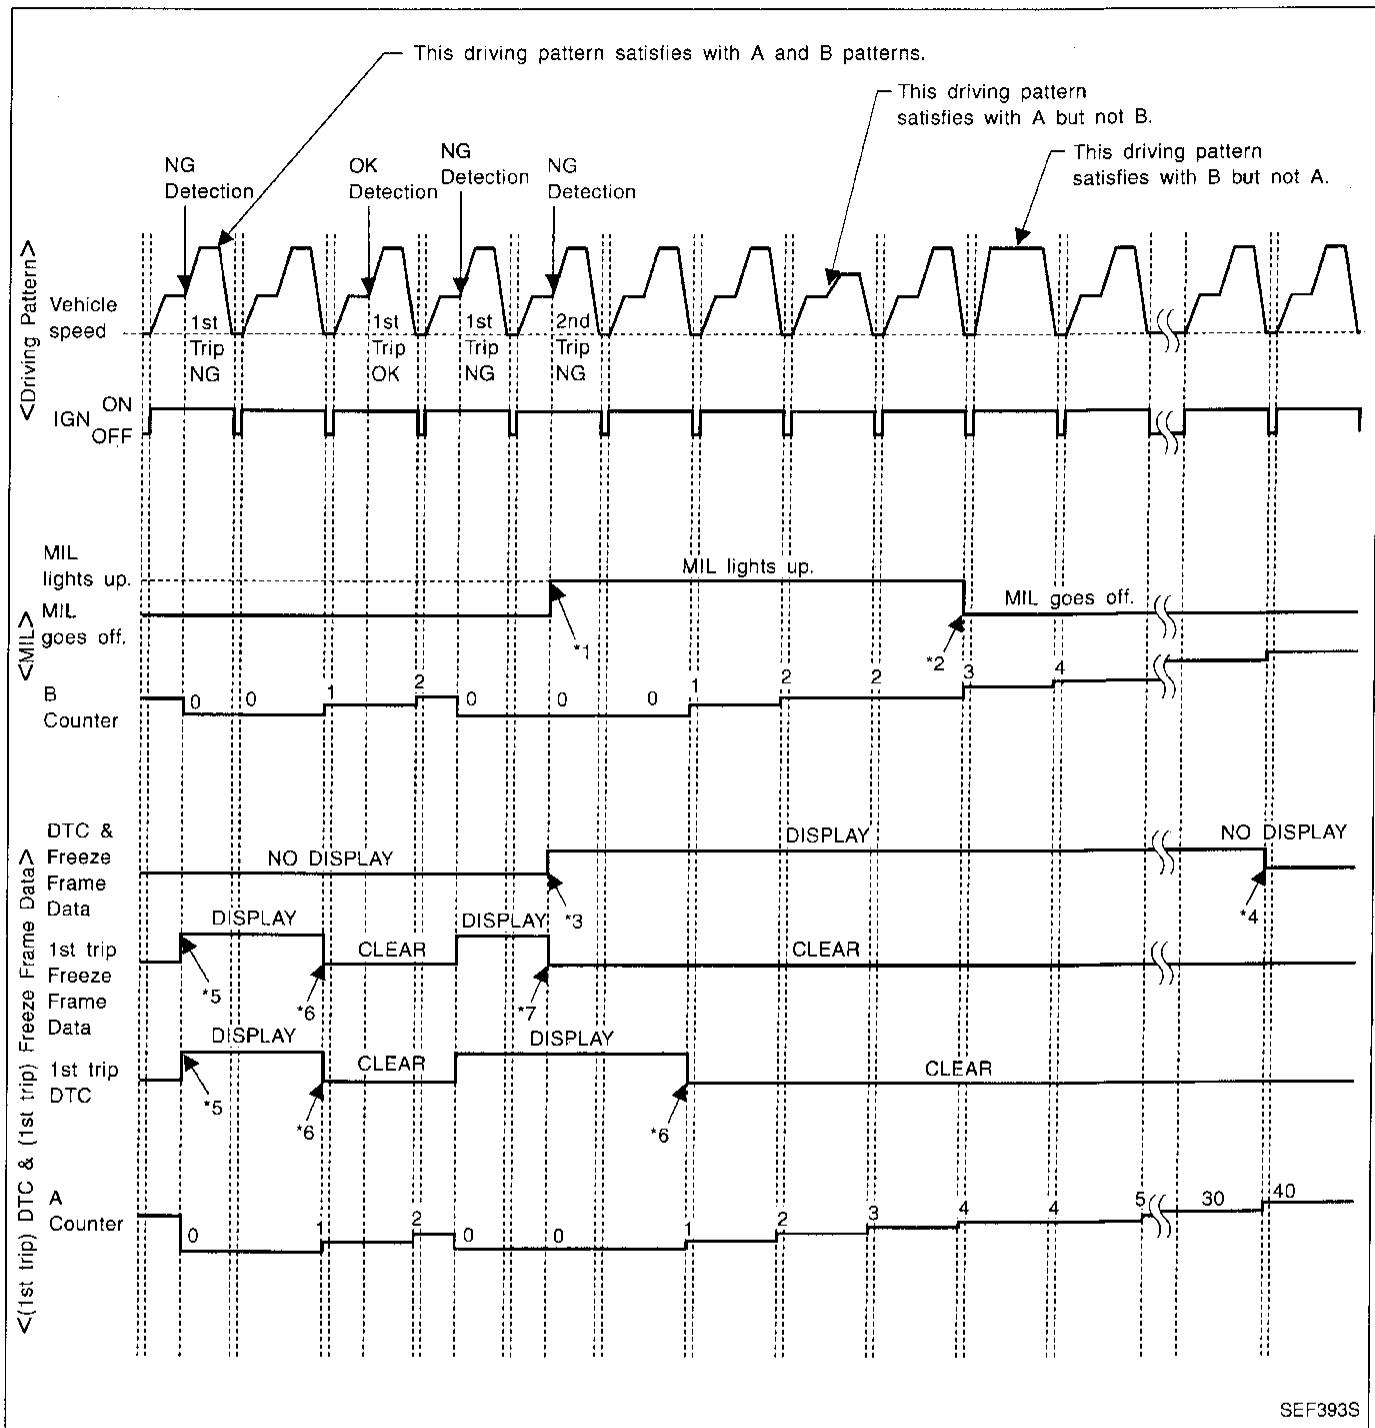 This driving pattern satisfies with A and B patterns.
This driving pattern
satisfies with A but not B.
This driving pattern
satisfies with B but not A.
NG
Detection
OK
Detection
NG
Detection
NG
Detection
<Driving Pattern>
Vehicle
speed
1st
Trip
NG
1st
Trip
OK
1st
Trip
NG
2nd
Trip
NG
IGN
ON
OFF
<MIL>
MIL
lights up.
MIL
goes off.
MIL lights up.
MIL goes off.
*1
*2
B
Counter
0 0 1 2 0 0 0 1 2 2 3 4
<(1st trip) DTC & (1st trip) Freeze Frame Data>
DTC &
Freeze
Frame
Data
NO DISPLAY
DISPLAY
NO DISPLAY
*3
*4
1st trip
Freeze
Frame
Data
DISPLAY
CLEAR
DISPLAY
CLEAR
*5
*6
*7
1st trip
DTC
DISPLAY
CLEAR
DISPLAY
CLEAR
*5
*6
*6
A
Counter
0 1 2 0 0 1 2 3 4 4 5 30 40
SEF393S